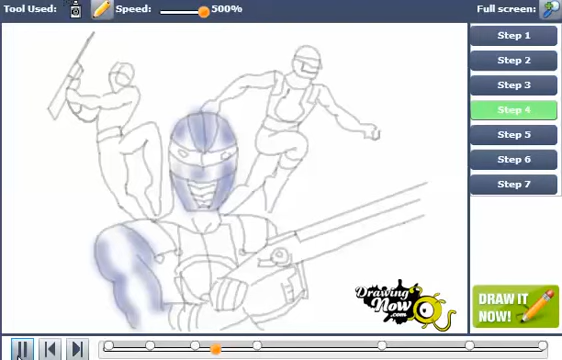 Tool Used:
Speed:
500%
Full screen:
Step 1
Step 2
Step 3
Step 4
Step 5
Step 6
Step 7
Drawing
Now
.com
DRAW IT
NOW!